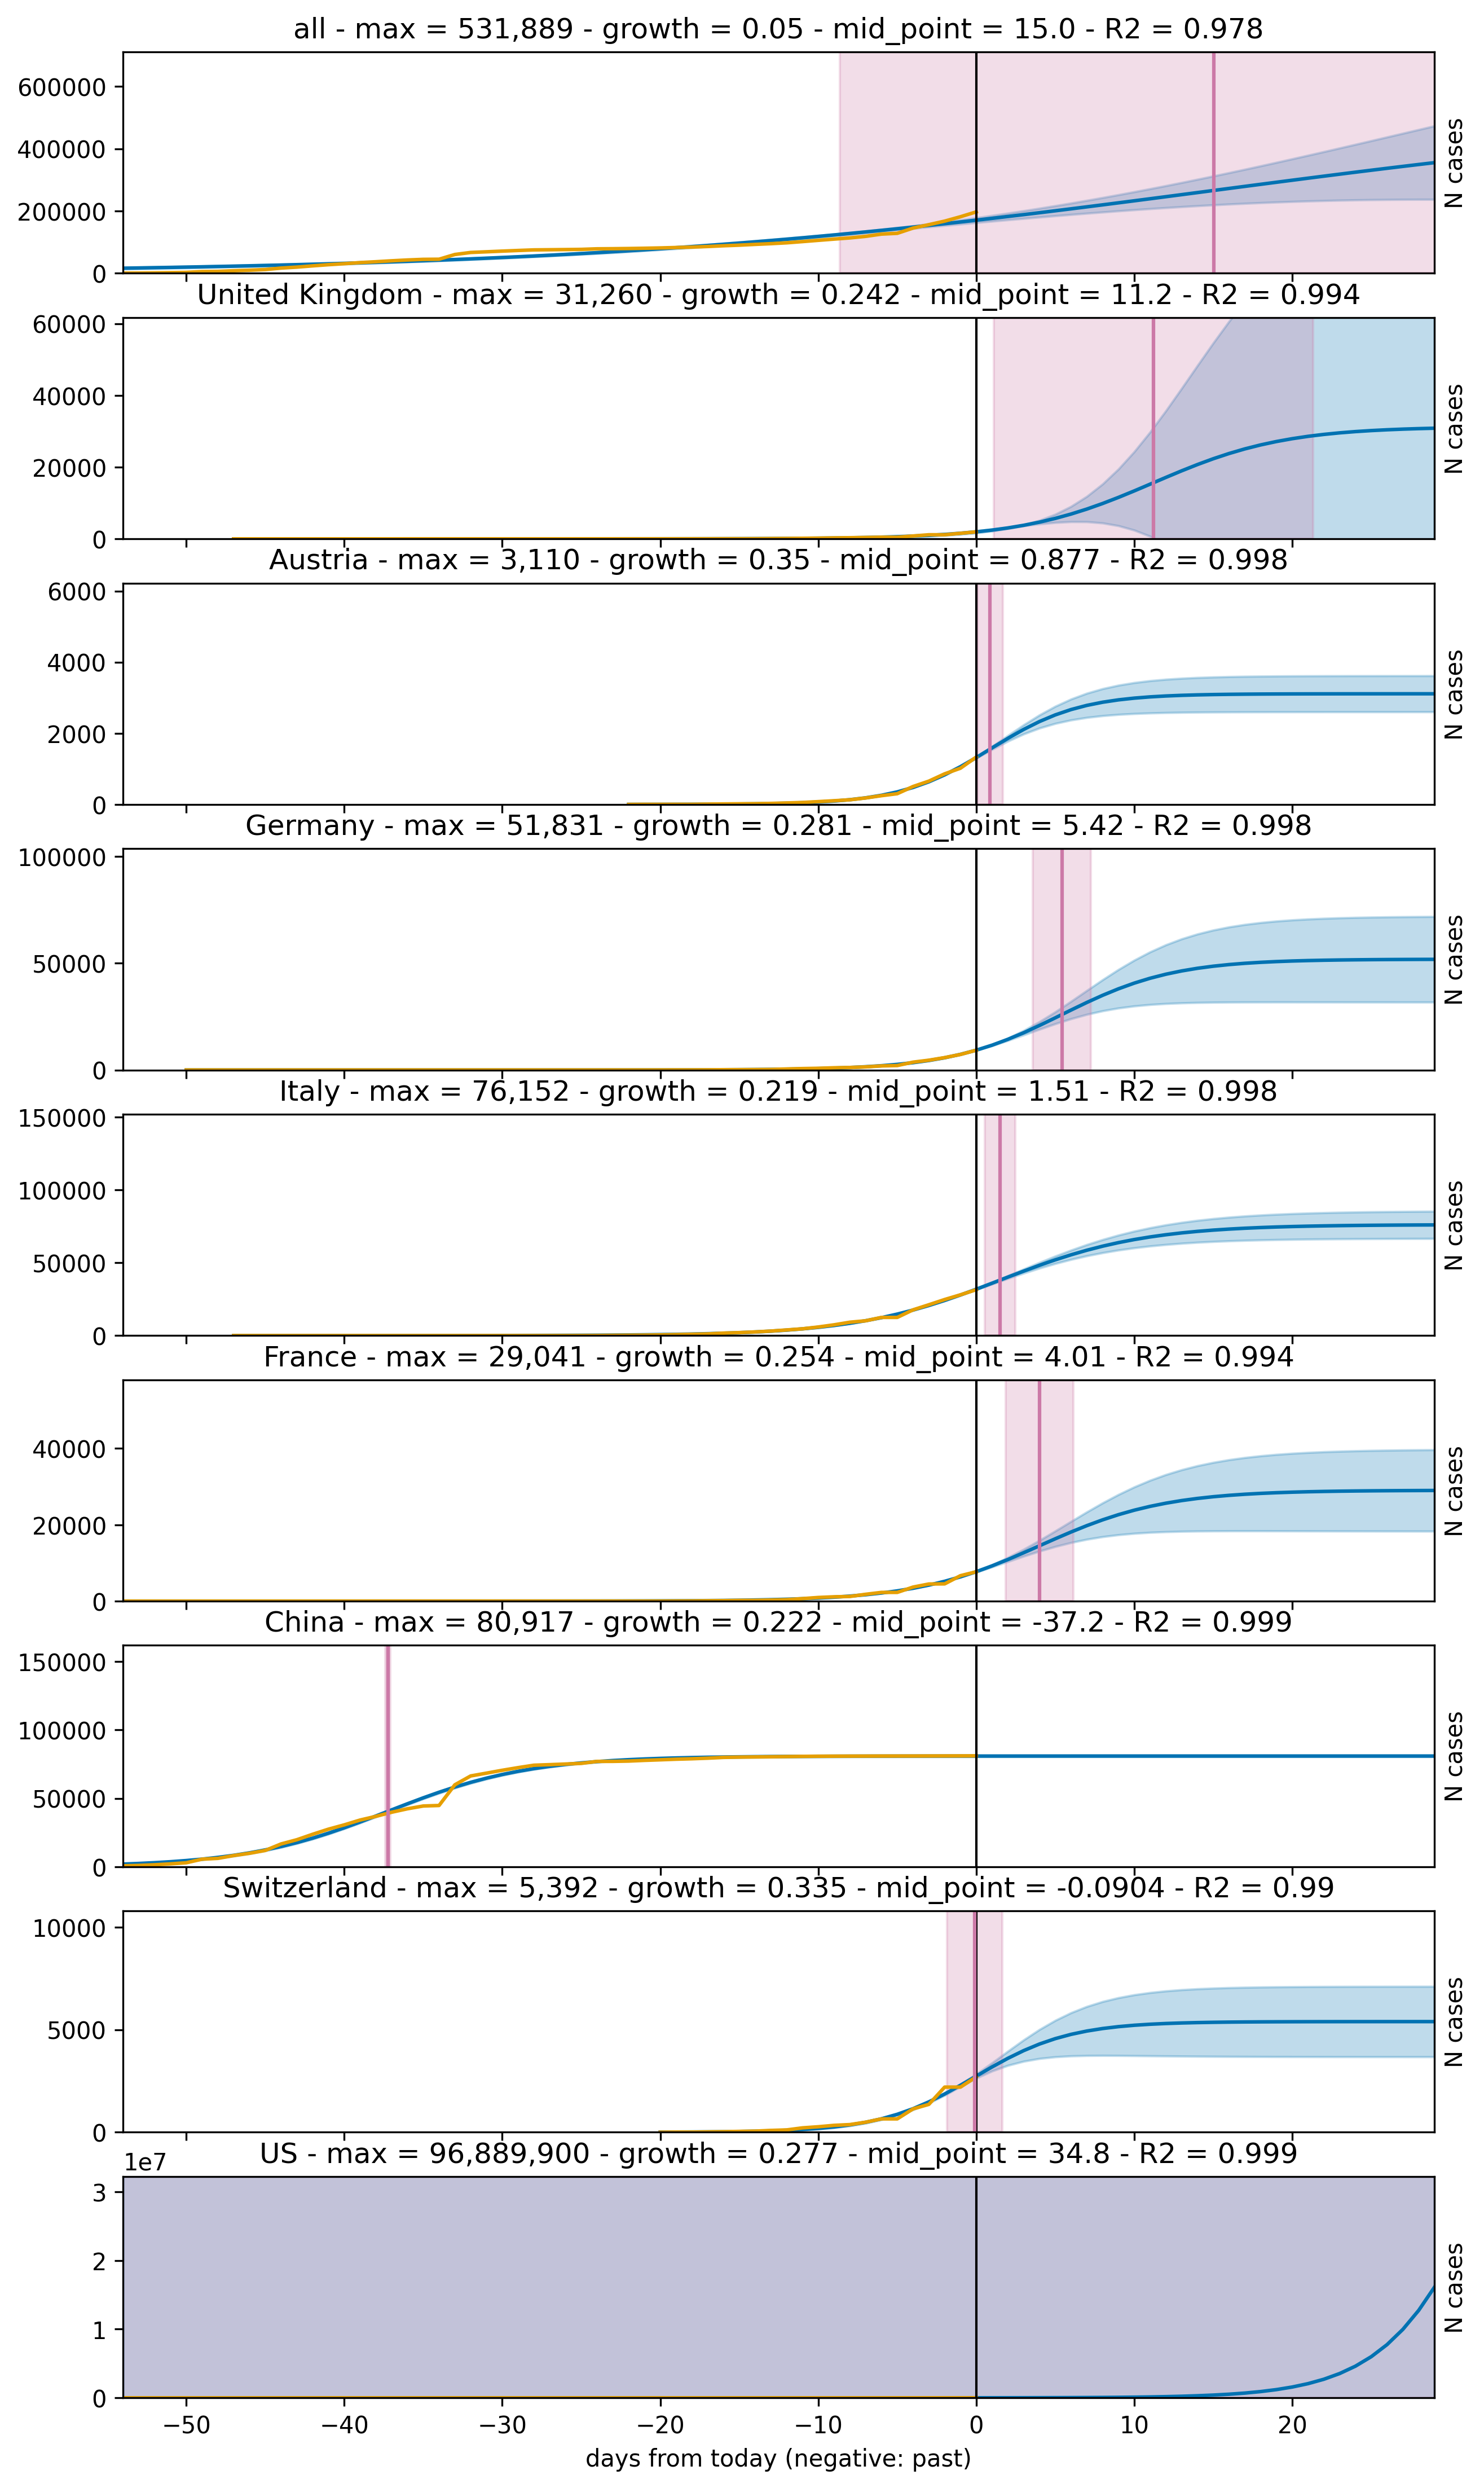 all - max = 531,889 - growth = 0.05 - mid_point = 15.0 - R2 = 0.978
600000
400000
200000
0
N cases
United Kingdom - max = 31,260 - growth = 0.242 - mid_point = 11.2 - R2 = 0.994
60000
40000
20000
0
N cases
Austria - max = 3,110 - growth = 0.35 - mid_point = 0.877 - R2 = 0.998
6000
4000
2000
0
N cases
Germany - max = 51,831 - growth = 0.281 - mid_point = 5.42 - R2 = 0.998
100000
50000
0
N cases
Italy - max = 76,152 - growth = 0.219 - mid_point = 1.51 - R2 = 0.998
150000
100000
50000
0
N cases
France - max = 29,041 - growth = 0.254 - mid_point = 4.01 - R2 = 0.994
40000
20000
0
N cases
China - max = 80,917 - growth = 0.222 - mid_point = -37.2 - R2 = 0.999
150000
100000
50000
0
N cases
Switzerland - max = 5,392 - growth = 0.335 - mid_point = -0.0904 - R2 = 0.99
10000
5000
0
N cases
US - max = 96,889,900 - growth = 0.277 - mid_point = 34.8 - R2 = 0.999
1e7
3
2
1
0
N cases
−50 −40 −30 −20 −10 0 10 20
days from today (negative: past)